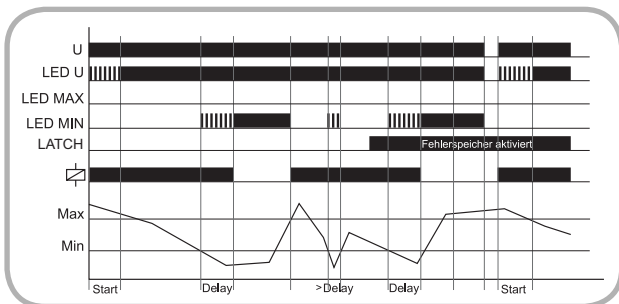 U
LED U
LED MAX
LED MIN
LATCH
Fehlerspeicher aktiviert
Max
Min
Start
Delay
>Delay
Delay
Start